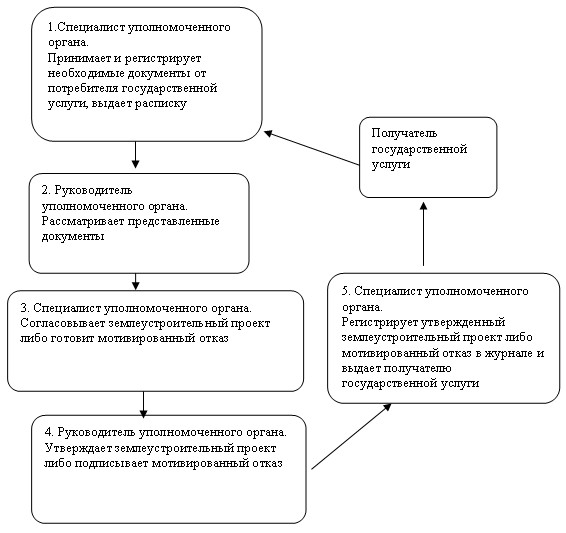 1.Специалист уполномоченного
органа.
Принимает и регистрирует
необходимые документы от
потребителя государственной
услуги, выдает расписку
Получатель
государственной
услуги
2. Руководитель
уполномоченного органа.
Рассматривает представленные
документы
3. Специалист уполномоченного органа.
Согласовывает землеустроительный проект
либо готовит мотивированный отказ
4. Руководитель уполномоченного органа.
Утверждает землеустроительный проект
либо подписывает мотивированный отказ
5. Специалист уполномоченного
органа.
Регистрирует утвержденный
землеустроительный проект либо
мотивированный отказ в журнале и
выдает получателю
государственной услуги